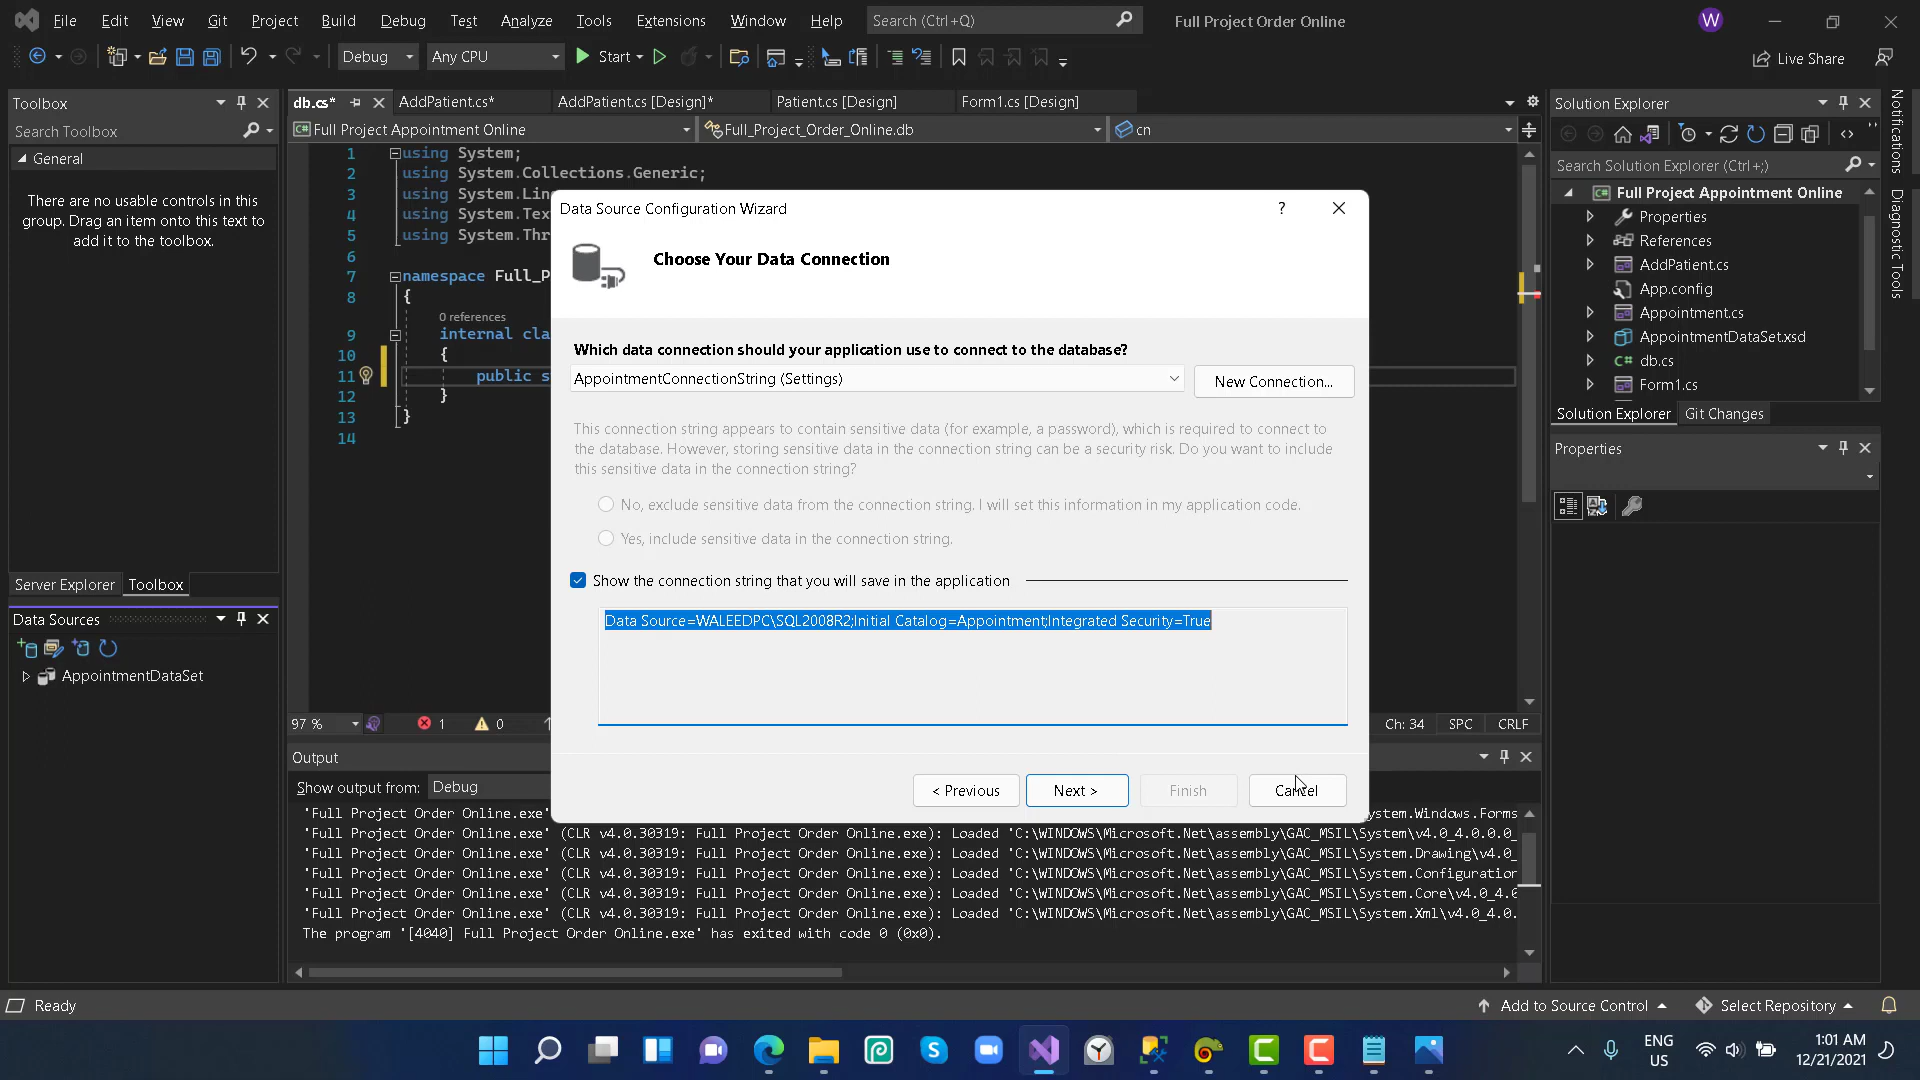 File Edit View Git Project Build Debug Test Analyze Tools Extensions Window Help Search (Ctrl+Q) Full Project Order Online W
Debug Any CPU Start Live Share
Toolbox
Search Toolbox
General
There are no usable controls in this
group. Drag an item onto this text to
add it to the toolbox.
Server Explorer Toolbox
Data Sources
AppointmentDataSet
db.cs* AddPatient.cs* AddPatient.cs [Design]* Patient.cs [Design] Form1.cs [Design]
C# Full Project Appointment Online Full_Project_Order_Online.db cn
1 using System;
2 using System.Collections.Generic;
3 using System.Lin
4 using System.Tex
5 using System.Thr
6
7 namespace Full_P
8 {
0 references
9 internal cla
10 {
11 public s
12 }
13 }
14
97 % 1 0 Ch: 34 SPC CRLF
Data Source Configuration Wizard ?
Choose Your Data Connection
Which data connection should your application use to connect to the database?
AppointmentConnectionString (Settings) New Connection...
This connection string appears to contain sensitive data (for example, a password), which is required to connect to
the database. However, storing sensitive data in the connection string can be a security risk. Do you want to include
this sensitive data in the connection string?
No, exclude sensitive data from the connection string. I will set this information in my application code.
Yes, include sensitive data in the connection string.
Show the connection string that you will save in the application
Data Source=WALEEDPC\SQL2008R2;Initial Catalog=Appointment;Integrated Security=True
< Previous Next > Finish Cancel
Output
Show output from: Debug
'Full Project Order Online.exe' ystem.Windows.Forms
'Full Project Order Online.exe' (CLR v4.0.30319: Full Project Order Online.exe): Loaded 'C:\WINDOWS\Microsoft.Net\assembly\GAC_MSIL\System\v4.0_4.0.0.0_
'Full Project Order Online.exe' (CLR v4.0.30319: Full Project Order Online.exe): Loaded 'C:\WINDOWS\Microsoft.Net\assembly\GAC_MSIL\System.Drawing\v4.0_
'Full Project Order Online.exe' (CLR v4.0.30319: Full Project Order Online.exe): Loaded 'C:\WINDOWS\Microsoft.Net\assembly\GAC_MSIL\System.Configuration
'Full Project Order Online.exe' (CLR v4.0.30319: Full Project Order Online.exe): Loaded 'C:\WINDOWS\Microsoft.Net\assembly\GAC_MSIL\System.Core\v4.0_4.0
'Full Project Order Online.exe' (CLR v4.0.30319: Full Project Order Online.exe): Loaded 'C:\WINDOWS\Microsoft.Net\assembly\GAC_MSIL\System.Xml\v4.0_4.0.
The program '[4040] Full Project Order Online.exe' has exited with code 0 (0x0).
Solution Explorer
Search Solution Explorer (Ctrl+;)
Full Project Appointment Online
Properties
References
AddPatient.cs
App.config
Appointment.cs
AppointmentDataSet.xsd
C# db.cs
Form1.cs
Solution Explorer Git Changes
Properties
Notifications
Diagnostic Tools
Ready Add to Source Control Select Repository
ENG
US
1:01 AM
12/21/2021